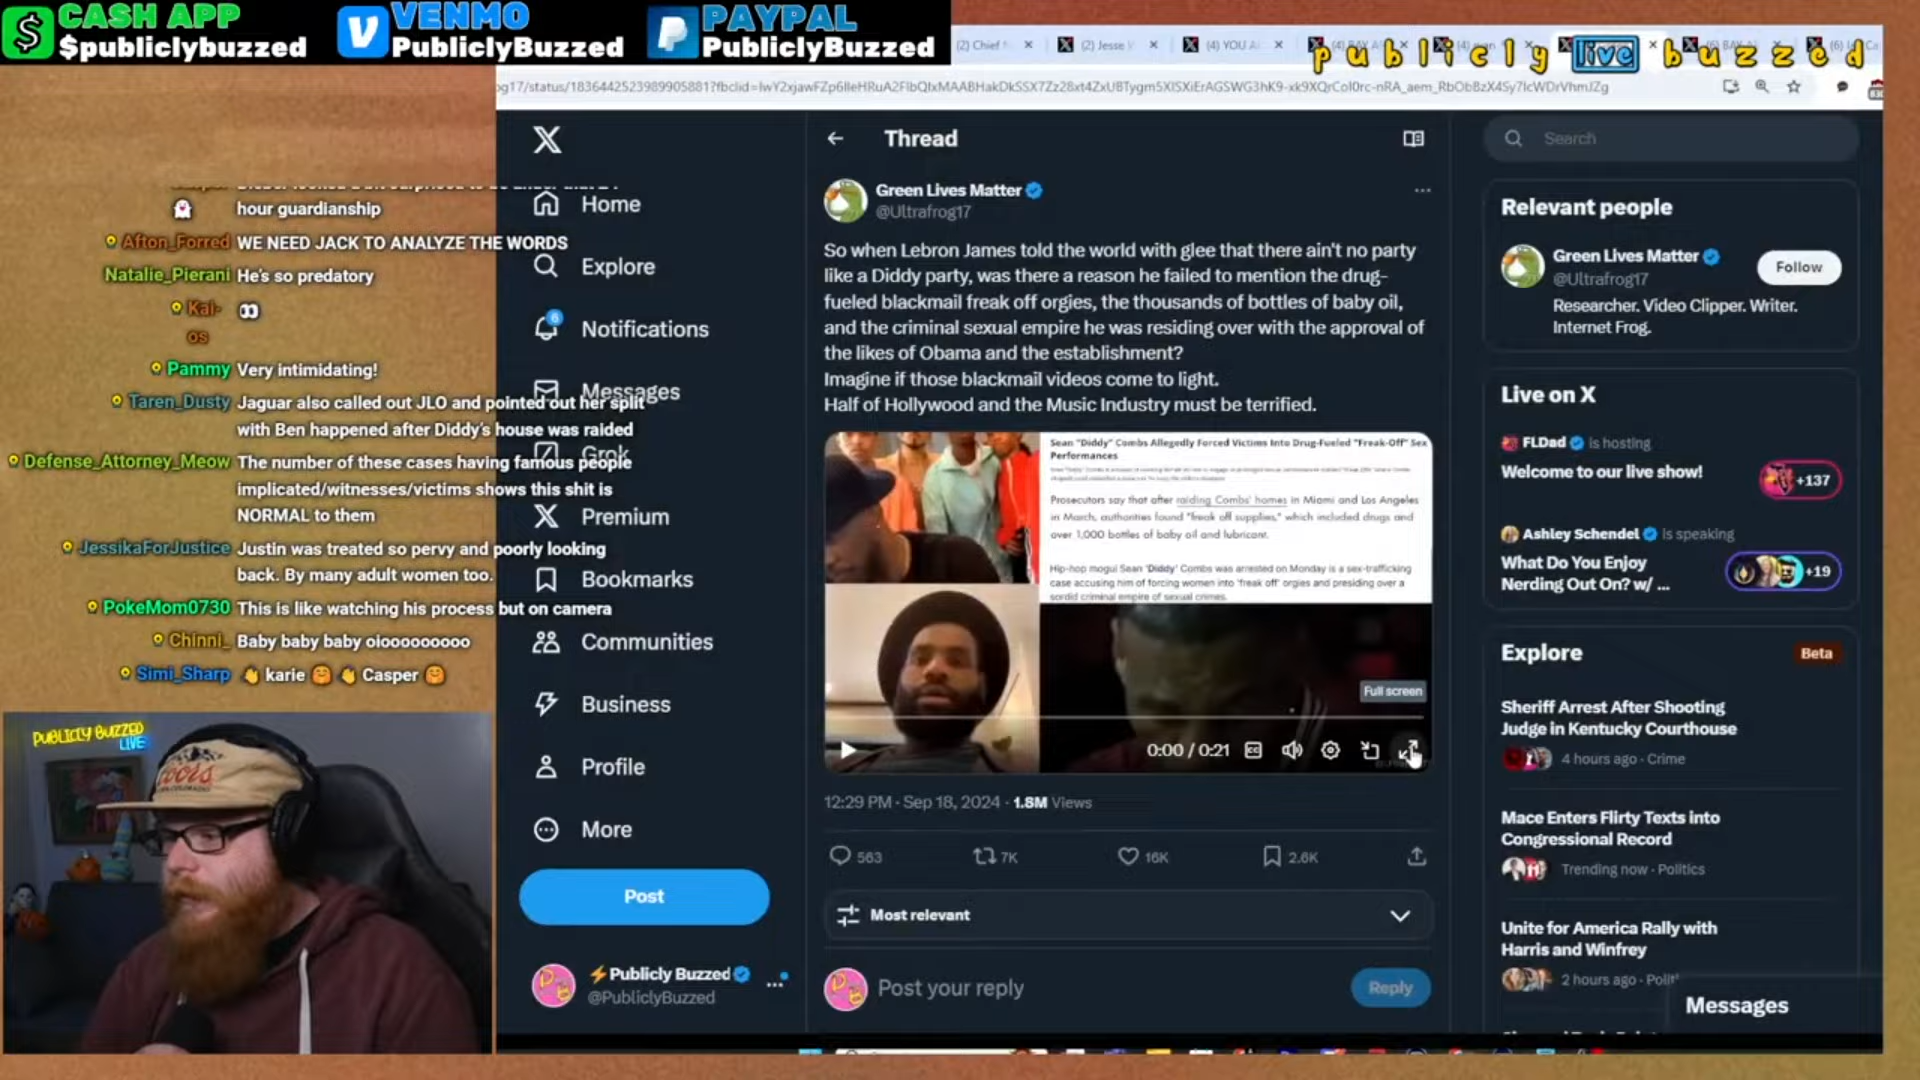 CASH APP
$publiclybuzzed
VENMO
PubliclyBuzzed
PAYPAL
PubliclyBuzzed
publicly live buzzed
(2) Chief
(2) Jesse
(4) YOU A
Thread
Search
Green Lives Matter
@Ultrafrog17
So when Lebron James told the world with glee that there ain't no party
like a Diddy party, was there a reason he failed to mention the drug-
fueled blackmail freak off orgies, the thousands of bottles of baby oil,
and the criminal sexual empire he was residing over with the approval of
the likes of Obama and the establishment?
Imagine if those blackmail videos come to light.
Half of Hollywood and the Music Industry must be terrified.
Sean "Diddy" Combs Allegedly Forced Victims Into Drug-Fueled "Freak-Off" Sex
Performances
Prosecutors say that after raiding Combs' homes in Miami and Los Angeles
in March, authorities found "freak off supplies," which included drugs and
over 1,000 bottles of baby oil and lubricant.
Hip-hop mogul Sean 'Diddy' Combs was arrested on Monday is a sex-trafficking
case accusing him of forcing women into 'freak off' orgies and presiding over a
sordid criminal empire of sexual crimes.
Full screen
0:00 / 0:21
12:29 PM · Sep 18, 2024 · 1.8M Views
563
7K
16K
2.6K
Most relevant
Post your reply
Reply
Home
Explore
6
Notifications
Messages
Grok
Premium
Bookmarks
Communities
Business
Profile
More
Post
⚡Publicly Buzzed
@PubliclyBuzzed
hour guardianship
Afton_Forred WE NEED JACK TO ANALYZE THE WORDS
Natalie_Pierani He's so predatory
Kai-
os
Pammy Very intimidating!
Taren_Dusty Jaguar also called out JLO and pointed out her split
with Ben happened after Diddy's house was raided
Defense_Attorney_Meow The number of these cases having famous people
implicated/witnesses/victims shows this shit is
NORMAL to them
JessikaForJustice Justin was treated so pervy and poorly looking
back. By many adult women too.
PokeMom0730 This is like watching his process but on camera
Chinni_ Baby baby baby oiooooooooo
Simi_Sharp 👋 karie 🤗 👋 Casper 🤗
PUBLICLY BUZZED
LIVE
Coors
Relevant people
Green Lives Matter
@Ultrafrog17
Follow
Researcher. Video Clipper. Writer.
Internet Frog.
Live on X
FLDad is hosting
Welcome to our live show!
+137
Ashley Schendel is speaking
What Do You Enjoy
Nerding Out On? w/ ...
+19
Explore
Beta
Sheriff Arrest After Shooting
Judge in Kentucky Courthouse
4 hours ago · Crime
Mace Enters Flirty Texts into
Congressional Record
Trending now · Politics
Unite for America Rally with
Harris and Winfrey
2 hours ago · Polit
Messages